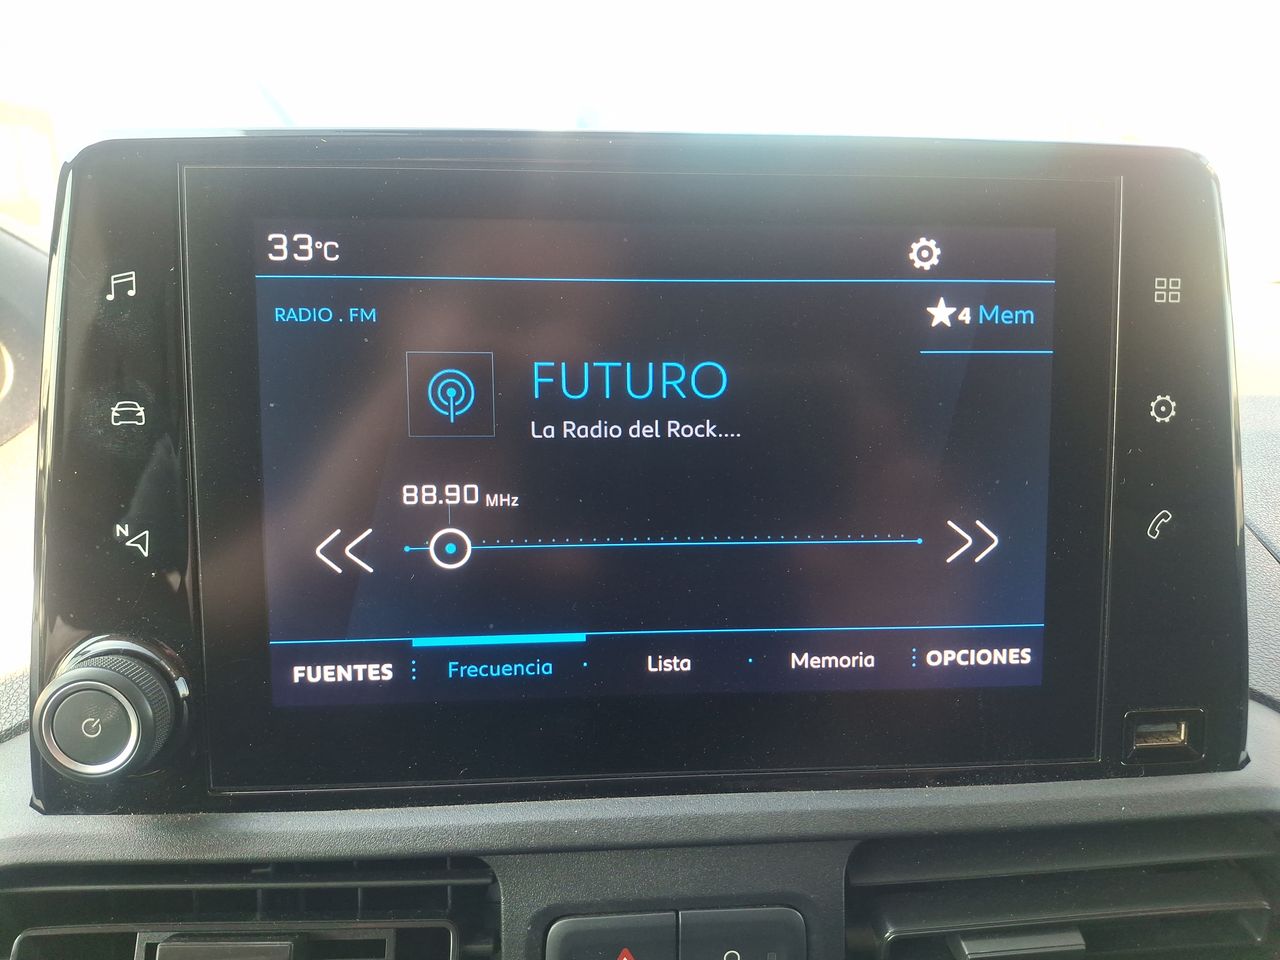 33°C
RADIO . FM
4 Mem
FUTURO
La Radio del Rock....
88.90 MHz
N
FUENTES
Frecuencia
Lista
Memoria
OPCIONES